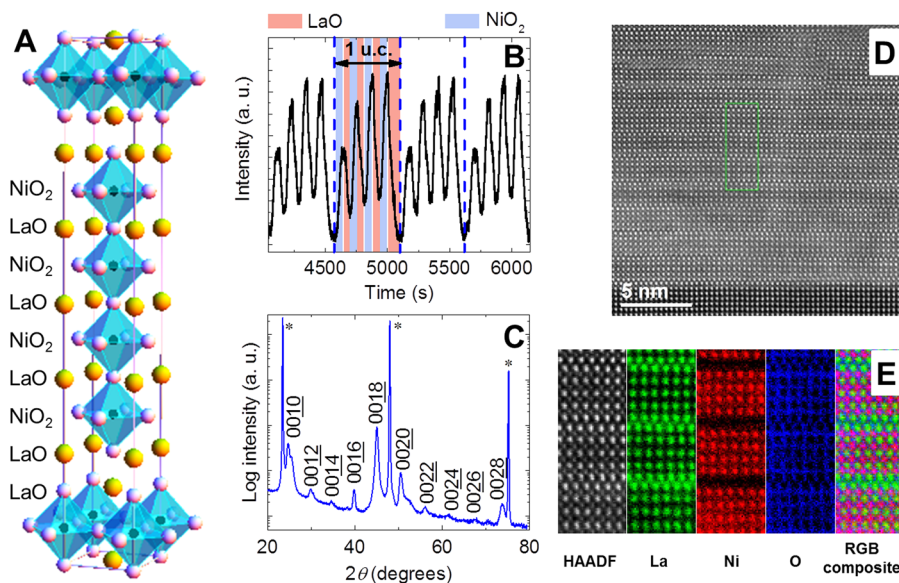 A
NiO₂
LaO
NiO₂
LaO
NiO₂
LaO
NiO₂
LaO
LaO
LaO NiO₂
B
1 u.c.
Intensity (a. u.)
4500 5000 5500 6000
Time (s)
C
Log intensity (a. u.)
* * *
0010
0012
0014
0016
0018
0020
0022
0024
0026
0028
20 40 60 80
2θ (degrees)
D
5 nm
E
HAADF La Ni O RGB
composite